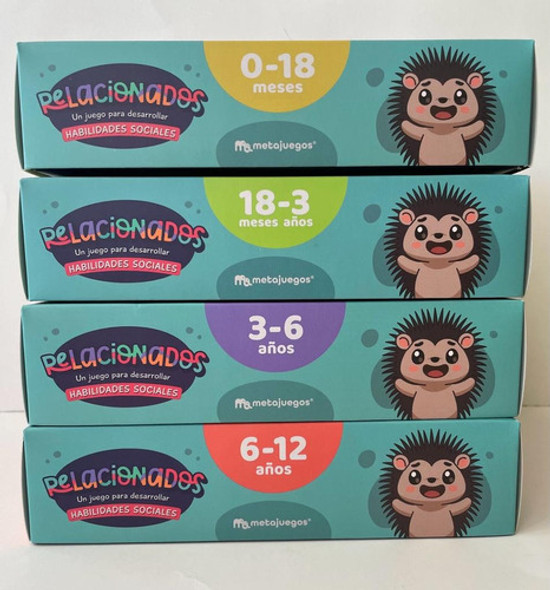 RELACIONADOS
Un juego para desarrollar
HABILIDADES SOCIALES
0-18
meses
metajuegos®
RELACIONADOS
Un juego para desarrollar
HABILIDADES SOCIALES
18-3
meses años
metajuegos®
RELACIONADOS
Un juego para desarrollar
HABILIDADES SOCIALES
3-6
años
metajuegos®
RELACIONADOS
Un juego para desarrollar
HABILIDADES SOCIALES
6-12
años
metajuegos®